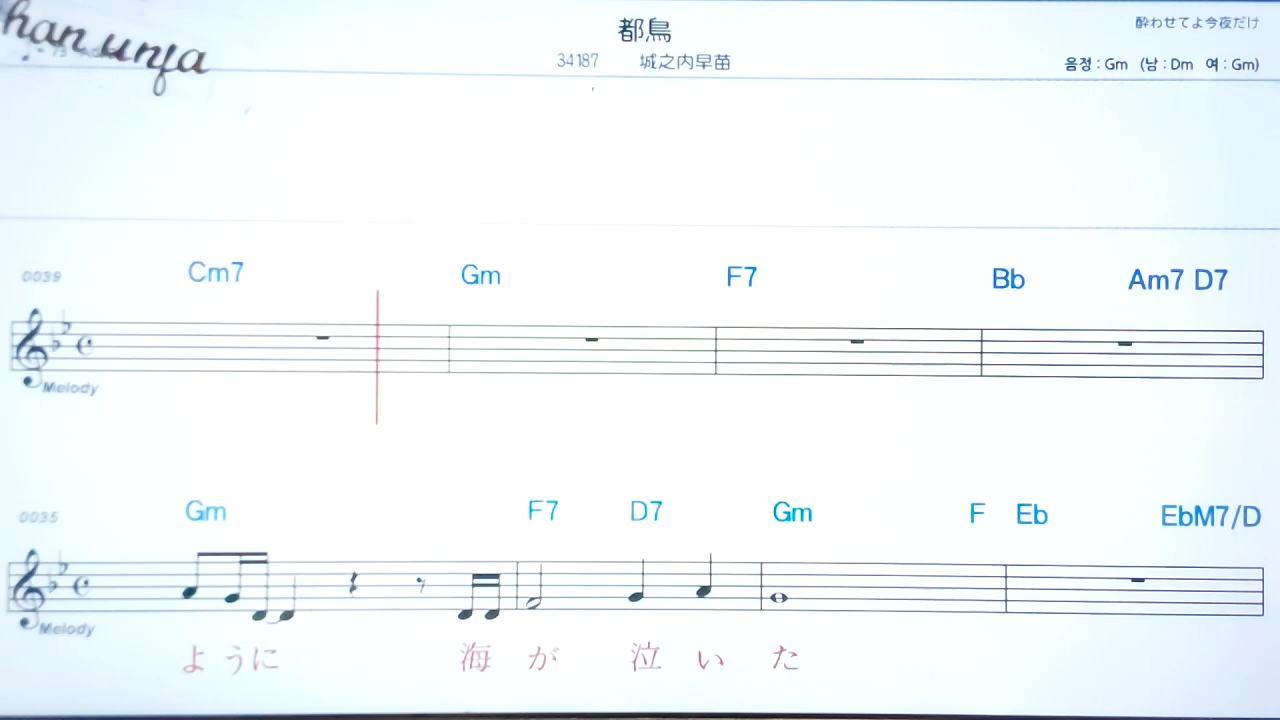 han unja
都鳥
酔わせてよ今夜だけ
34187 城之内早苗
음정 : Gm (남 : Dm 여 : Gm)
0039 Cm7 Gm F7 Bb Am7 D7
Melody
0035 Gm F7 D7 Gm F Eb EbM7/D
Melody
ように 海が 泣いた